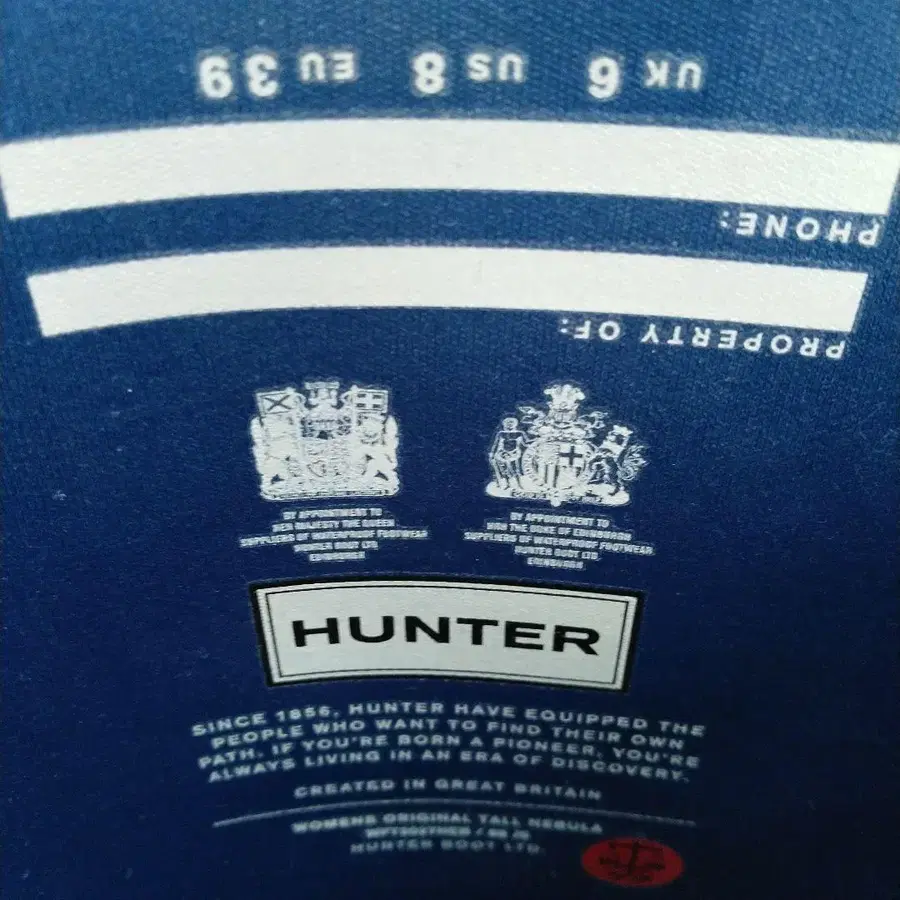 UK 6 US 8 EU 39
PHONE:
PROPERTY OF:
BY APPOINTMENT TO
HER MAJESTY THE QUEEN
SUPPLIERS OF WATERPROOF FOOTWEAR
HUNTER BOOT LTD
EDINBURGH
BY APPOINTMENT TO
HRH THE DUKE OF EDINBURGH
SUPPLIERS OF WATERPROOF FOOTWEAR
HUNTER BOOT LTD.
EDINBURGH
HUNTER
SINCE 1856, HUNTER HAVE EQUIPPED THE
PEOPLE WHO WANT TO FIND THEIR OWN
PATH. IF YOU'RE BORN A PIONEER, YOU'RE
ALWAYS LIVING IN AN ERA OF DISCOVERY.
CREATED IN GREAT BRITAIN
WOMENS ORIGINAL TALL NEBULA
HUNTER BOOT LTD.